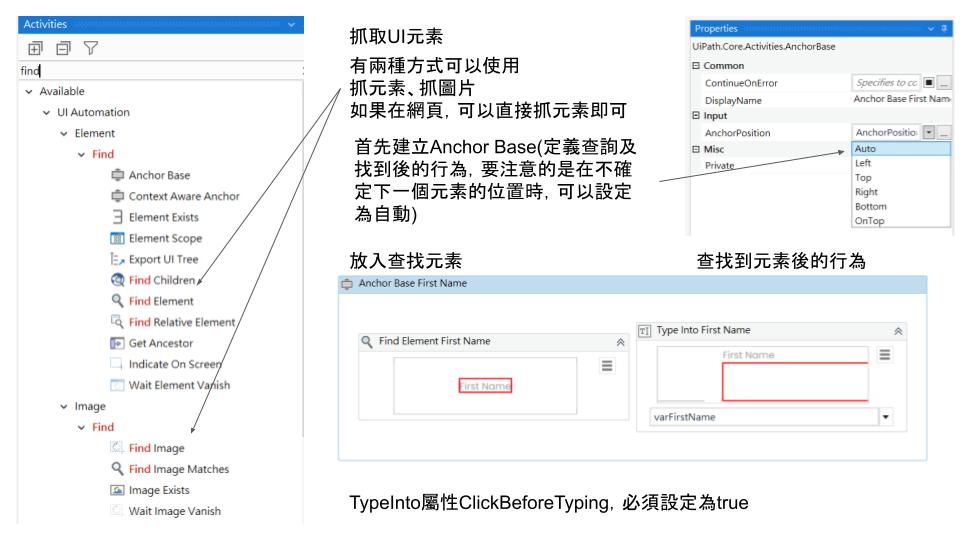 Activities
find
Available
UI Automation
Element
Find
Anchor Base
Context Aware Anchor
Element Exists
Element Scope
Export UI Tree
Find Children
Find Element
Find Relative Element
Get Ancestor
Indicate On Screen
Wait Element Vanish
Image
Find
Find Image
Find Image Matches
Image Exists
Wait Image Vanish
抓取UI元素
有兩種方式可以使用
抓元素、抓圖片
如果在網頁, 可以直接抓元素即可
首先建立Anchor Base(定義查詢及
找到後的行為, 要注意的是在不確
定下一個元素的位置時, 可以設定
為自動)
Properties
UiPath.Core.Activities.AnchorBase
Common
ContinueOnError Specifies to cc ...
DisplayName Anchor Base First Nam
Input
AnchorPosition AnchorPositio ...
Misc
Private
Auto
Left
Top
Right
Bottom
OnTop
放入查找元素
查找到元素後的行為
Anchor Base First Name
Find Element First Name
First Name
Type Into First Name
First Name
varFirstName
TypeInto屬性ClickBeforeTyping, 必須設定為true